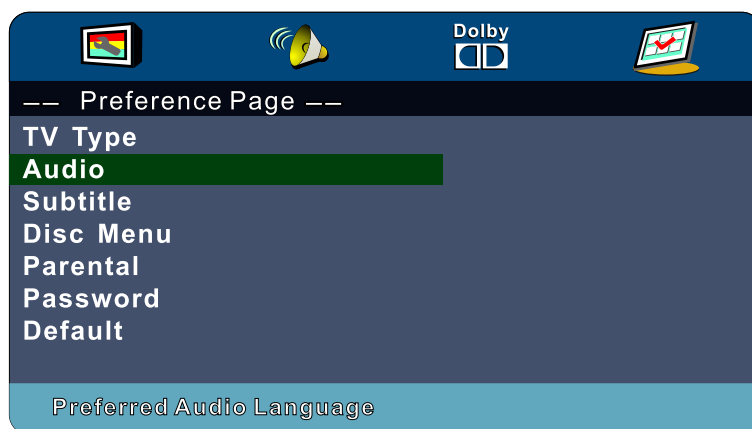 Dolby
-- Preference Page --
TV Type
Audio
Subtitle
Disc Menu
Parental
Password
Default
Preferred Audio Language